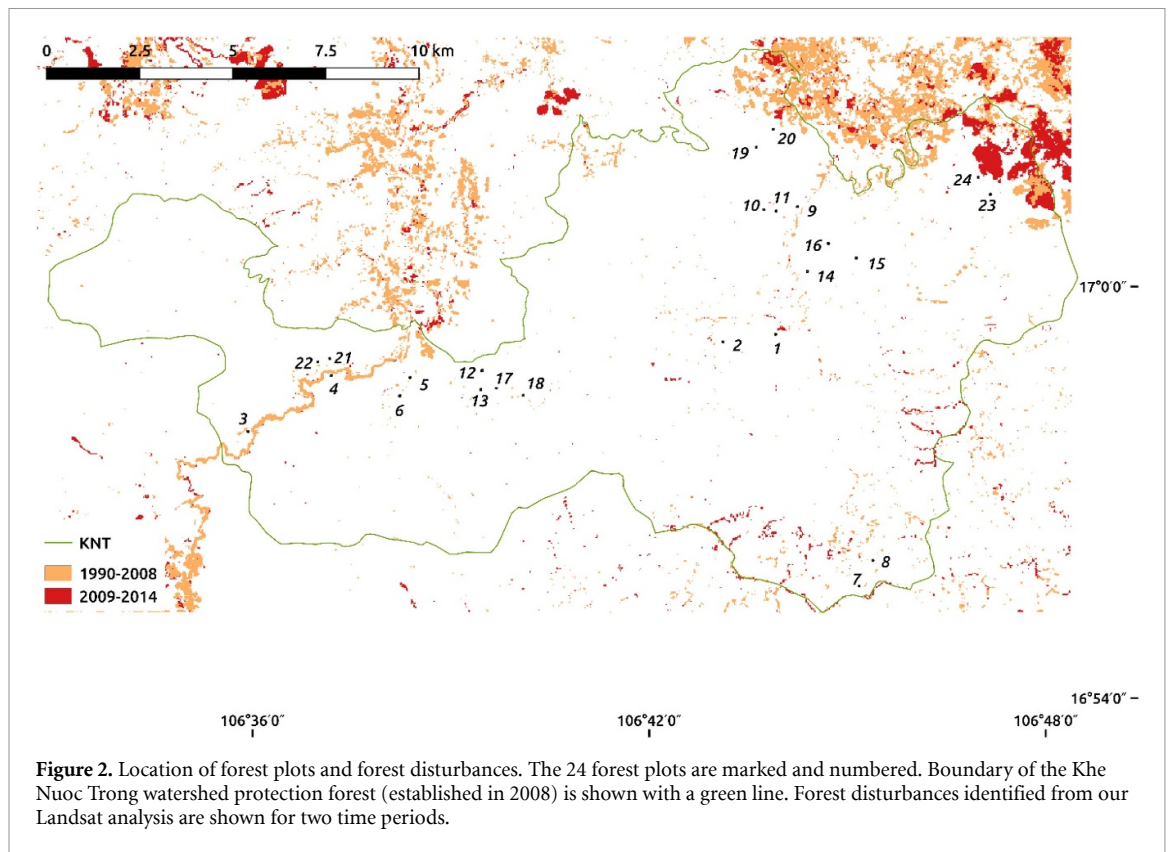 0 2.5 5 7.5 10 km
20
19
24
11
10 9
23
16
15
14
17°0′0″
2 1
22 21
12
4 5 17 18
6 13
3
KNT
1990-2008
2009-2014
8
7
16°54′0″
106°36′0″ 106°42′0″ 106°48′0″
Figure 2. Location of forest plots and forest disturbances. The 24 forest plots are marked and numbered. Boundary of the Khe
Nuoc Trong watershed protection forest (established in 2008) is shown with a green line. Forest disturbances identified from our
Landsat analysis are shown for two time periods.